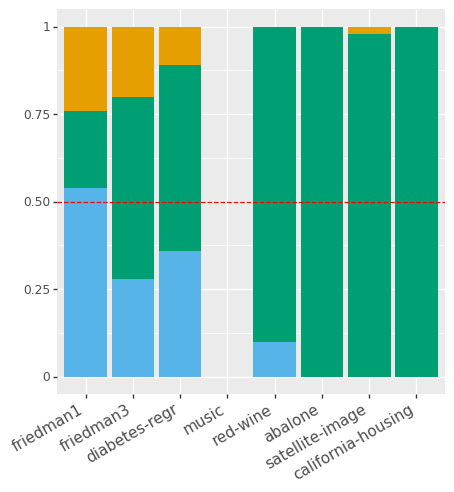 1
0.75
0.50
0.25
0
friedman1
friedman3
diabetes-regr
music
red-wine
abalone
satellite-image
california-housing